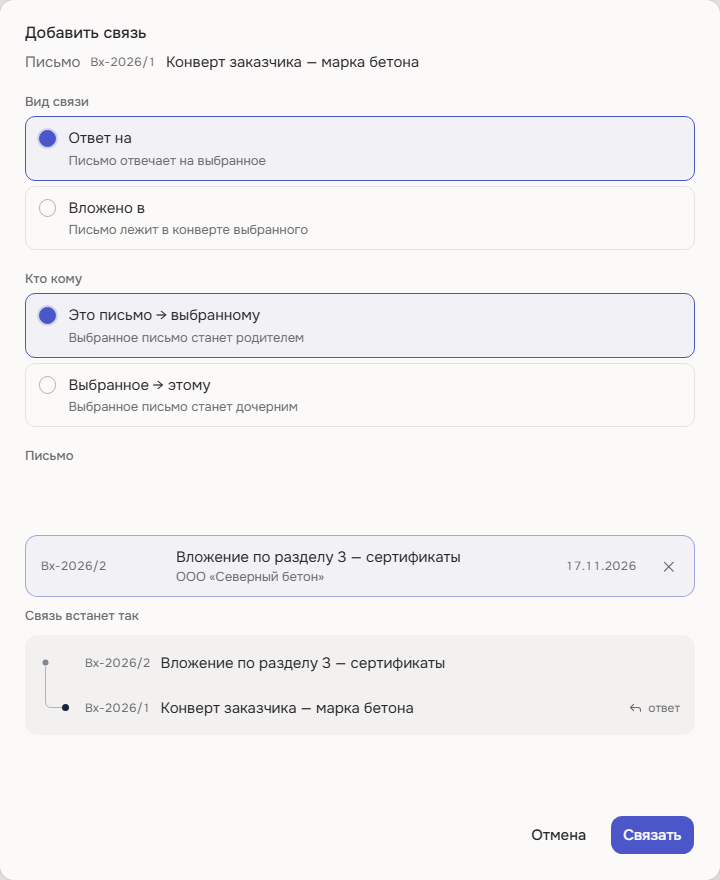 Добавить связь
Письмо Вх-2026/1 Конверт заказчика — марка бетона
Вид связи
Ответ на
Письмо отвечает на выбранное
Вложено в
Письмо лежит в конверте выбранного
Кто кому
Это письмо → выбранному
Выбранное письмо станет родителем
Выбранное → этому
Выбранное письмо станет дочерним
Письмо
Вх-2026/2 Вложение по разделу 3 — сертификаты 17.11.2026
ООО «Северный бетон»
Связь встанет так
Вх-2026/2 Вложение по разделу 3 — сертификаты
Вх-2026/1 Конверт заказчика — марка бетона ответ
Отмена Связать